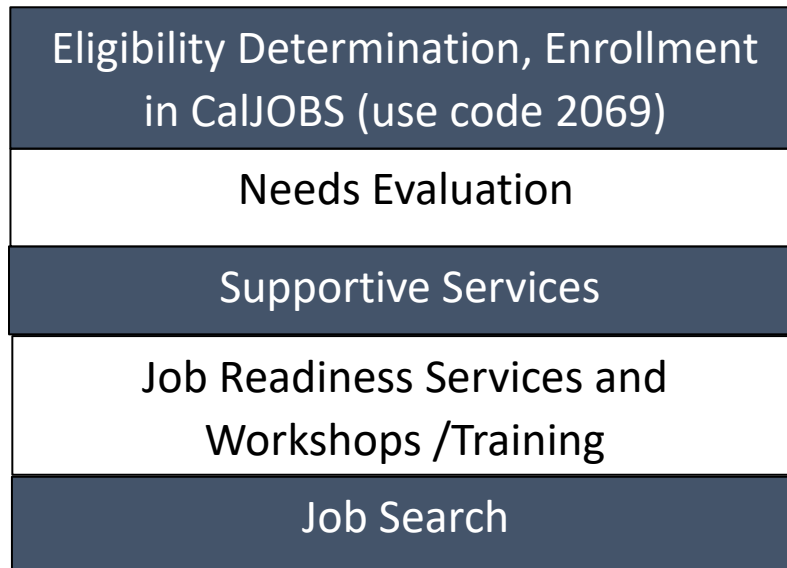 Eligibility Determination, Enrollment
in CalJOBS (use code 2069)
Needs Evaluation
Supportive Services
Job Readiness Services and
Workshops /Training
Job Search